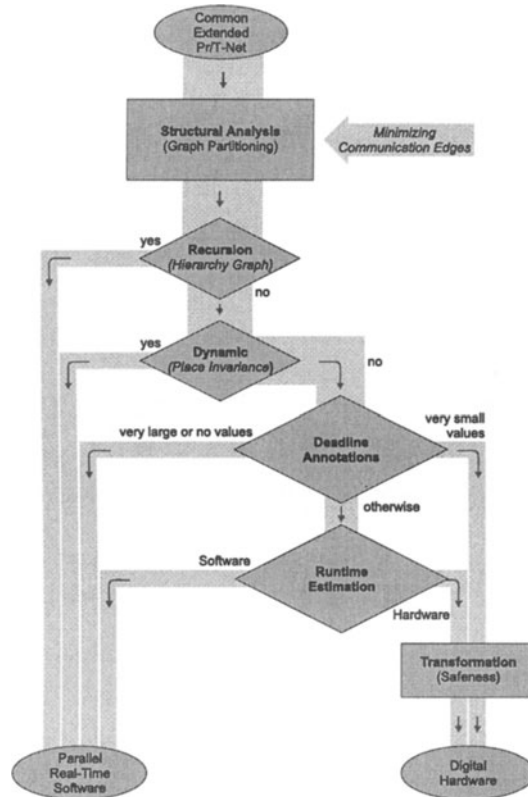 Common
Extended
Pr/T-Net
Structural Analysis
(Graph Partitioning)
Minimizing
Communication Edges
yes
Recursion
(Hierarchy Graph)
no
yes
Dynamic
(Place Invariance)
no
very large or no values
very small
values
Deadline
Annotations
otherwise
Software
Runtime
Estimation
Hardware
Transformation
(Safeness)
Parallel
Real-Time
Software
Digital
Hardware